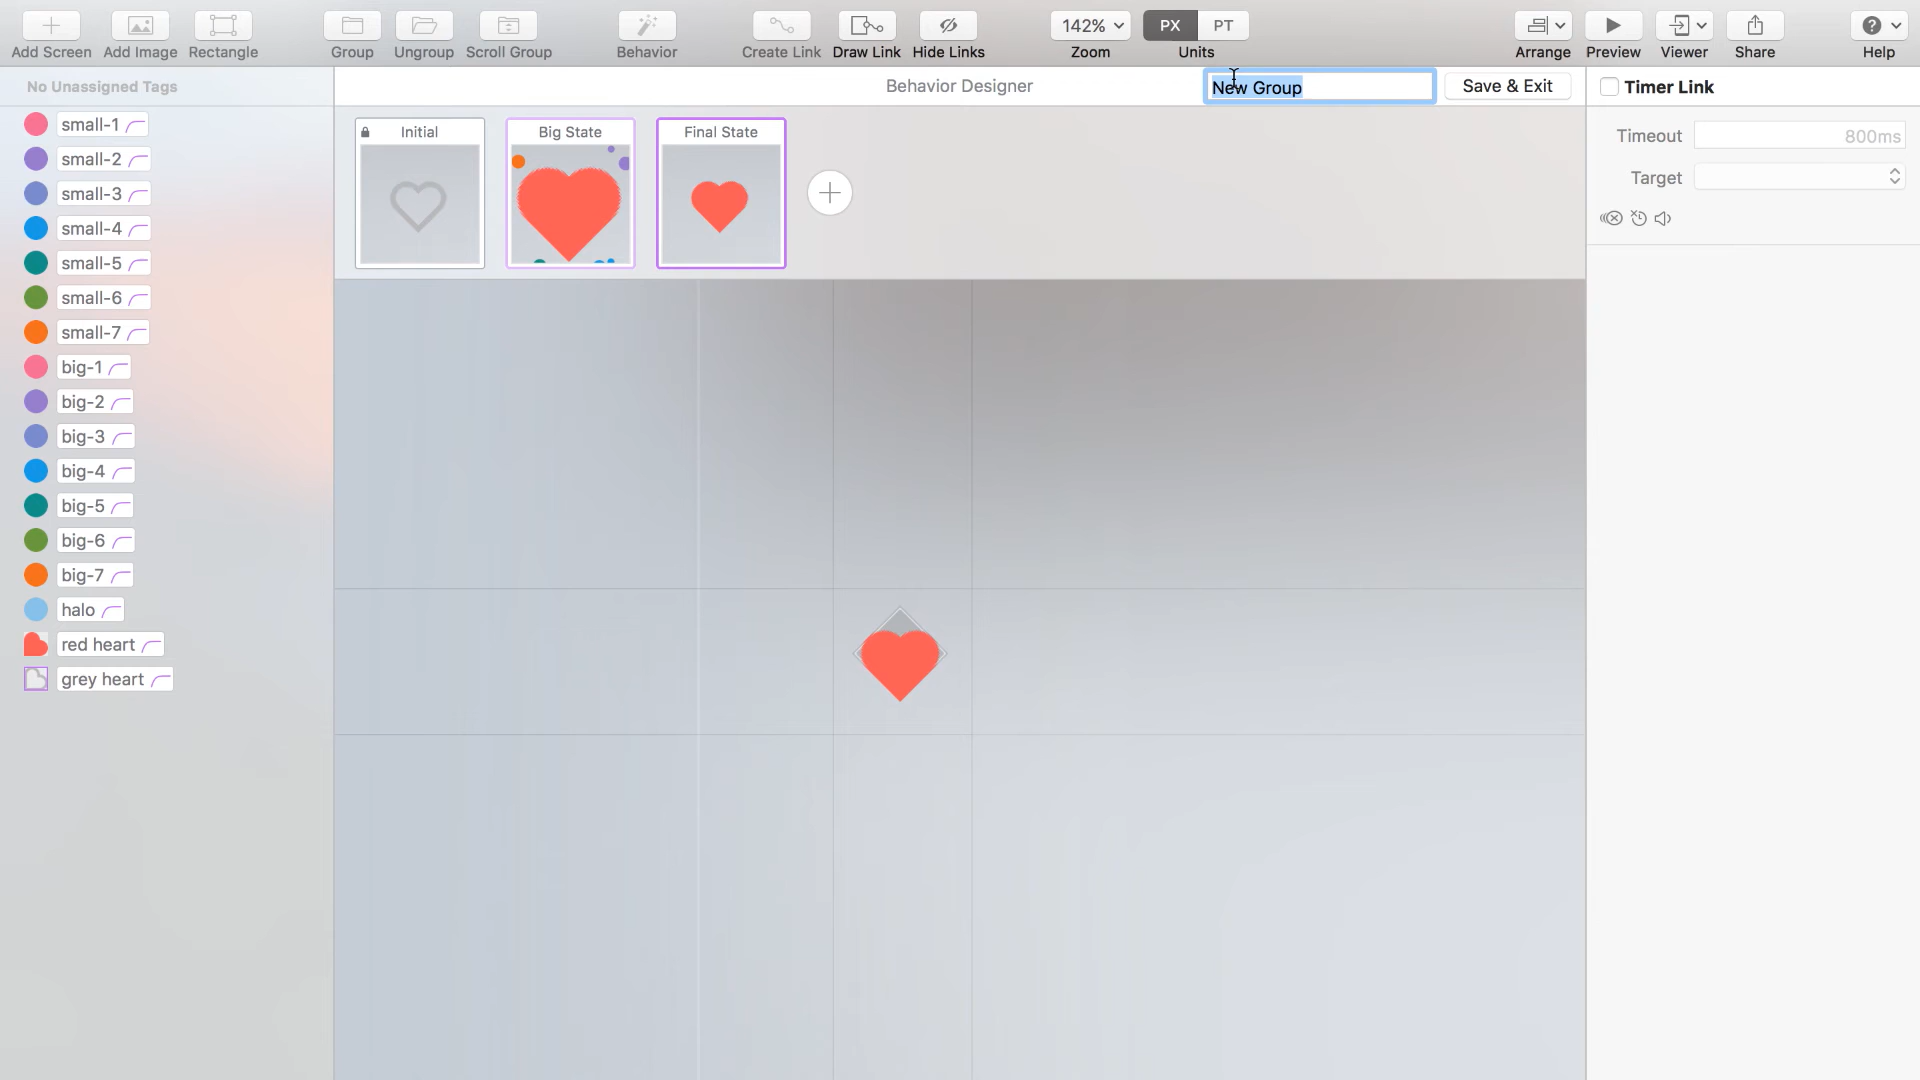 142%
PX PT
Add Screen Add Image Rectangle Group Ungroup Scroll Group Behavior Create Link Draw Link Hide Links Zoom Units Arrange Preview Viewer Share Help
No Unassigned Tags
Behavior Designer
New Group
Save & Exit
Timer Link
small-1
small-2
small-3
small-4
small-5
small-6
small-7
big-1
big-2
big-3
big-4
big-5
big-6
big-7
halo
red heart
grey heart
Initial
Big State
Final State
Timeout 800ms
Target